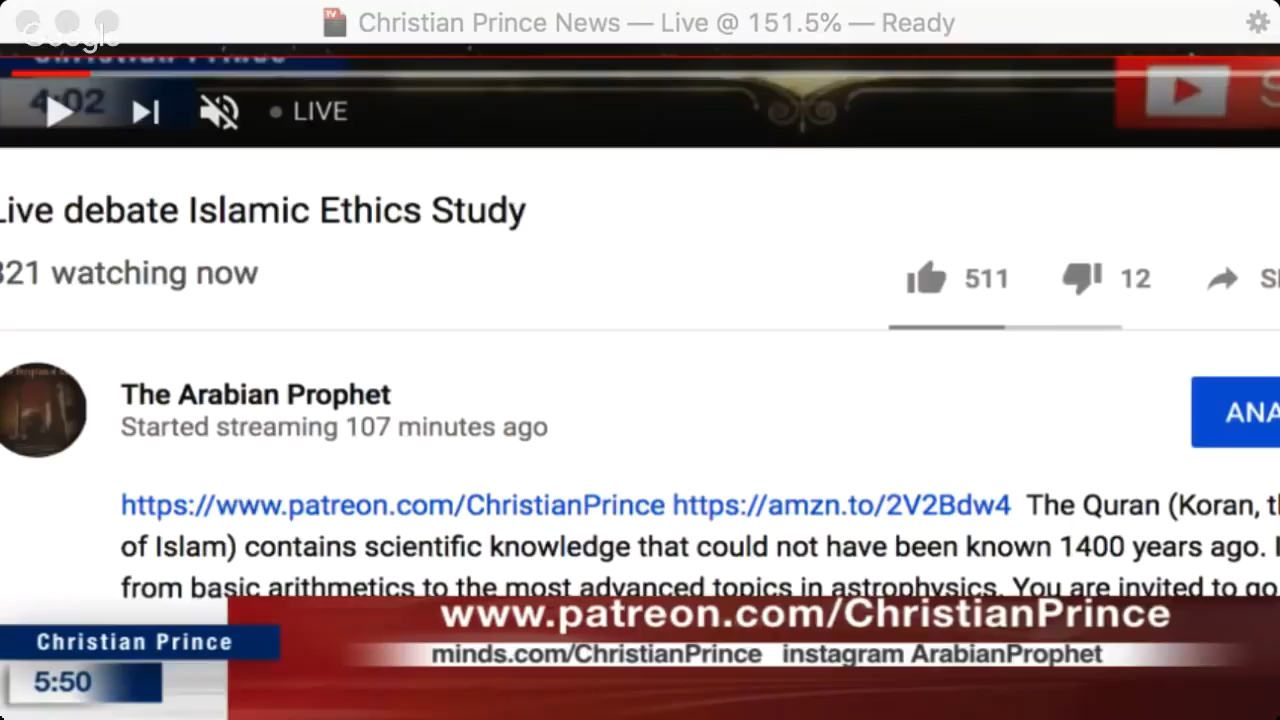 Christian Prince News — Live @ 151.5% — Ready
Google
Christian Prince
4:02
LIVE
Live debate Islamic Ethics Study
321 watching now
511
12
The Arabian Prophet
Started streaming 107 minutes ago
ANA
https://www.patreon.com/ChristianPrince https://amzn.to/2V2Bdw4 The Quran (Koran,
of Islam) contains scientific knowledge that could not have been known 1400 years ago.
from basic arithmetics to the most advanced topics in astrophysics. You are invited to go
www.patreon.com/ChristianPrince
Christian Prince
minds.com/ChristianPrince instagram ArabianProphet
5:50